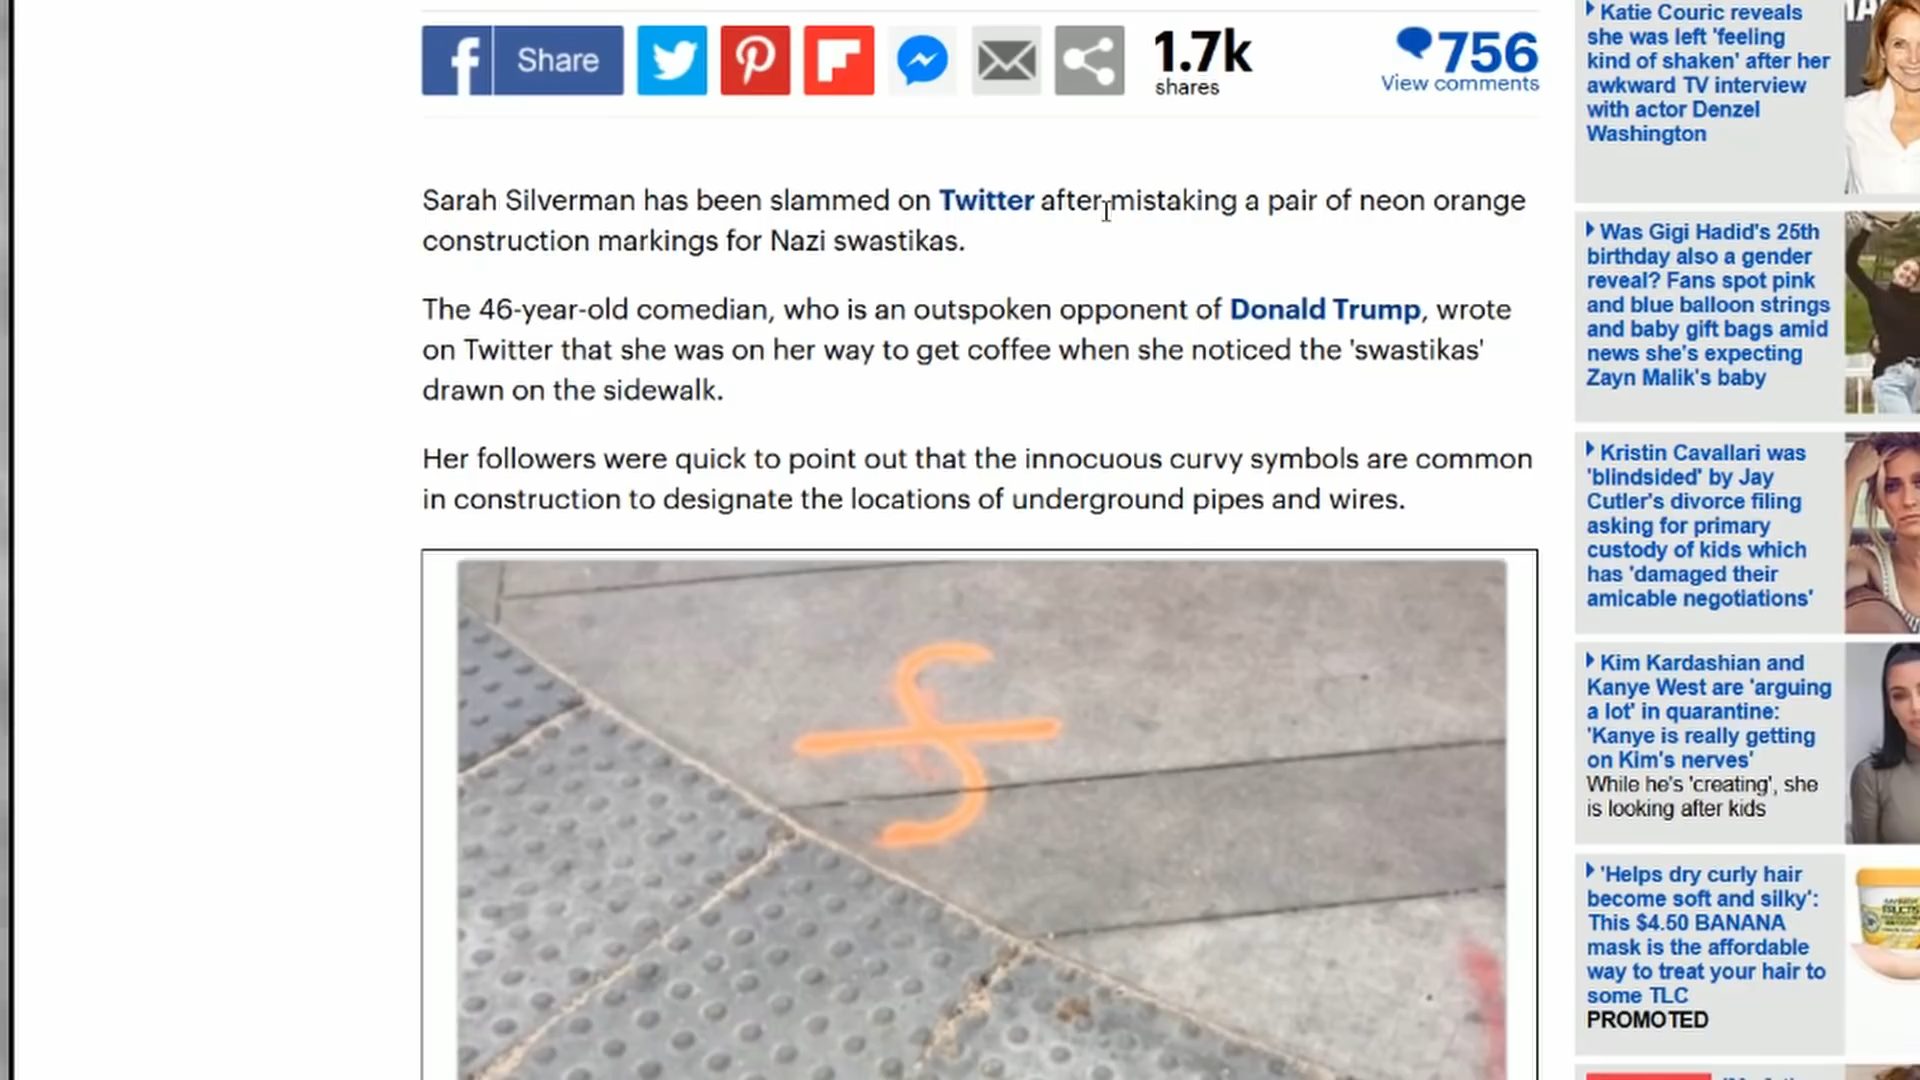 Share
1.7k
shares
756
View comments
Sarah Silverman has been slammed on Twitter after mistaking a pair of neon orange
construction markings for Nazi swastikas.
The 46-year-old comedian, who is an outspoken opponent of Donald Trump, wrote
on Twitter that she was on her way to get coffee when she noticed the 'swastikas'
drawn on the sidewalk.
Her followers were quick to point out that the innocuous curvy symbols are common
in construction to designate the locations of underground pipes and wires.
Katie Couric reveals
she was left 'feeling
kind of shaken' after her
awkward TV interview
with actor Denzel
Washington
Was Gigi Hadid's 25th
birthday also a gender
reveal? Fans spot pink
and blue balloon strings
and baby gift bags amid
news she's expecting
Zayn Malik's baby
Kristin Cavallari was
'blindsided' by Jay
Cutler's divorce filing
asking for primary
custody of kids which
has 'damaged their
amicable negotiations'
Kim Kardashian and
Kanye West are 'arguing
a lot' in quarantine:
'Kanye is really getting
on Kim's nerves'
While he's 'creating', she
is looking after kids
'Helps dry curly hair
become soft and silky':
This $4.50 BANANA
mask is the affordable
way to treat your hair to
some TLC
PROMOTED